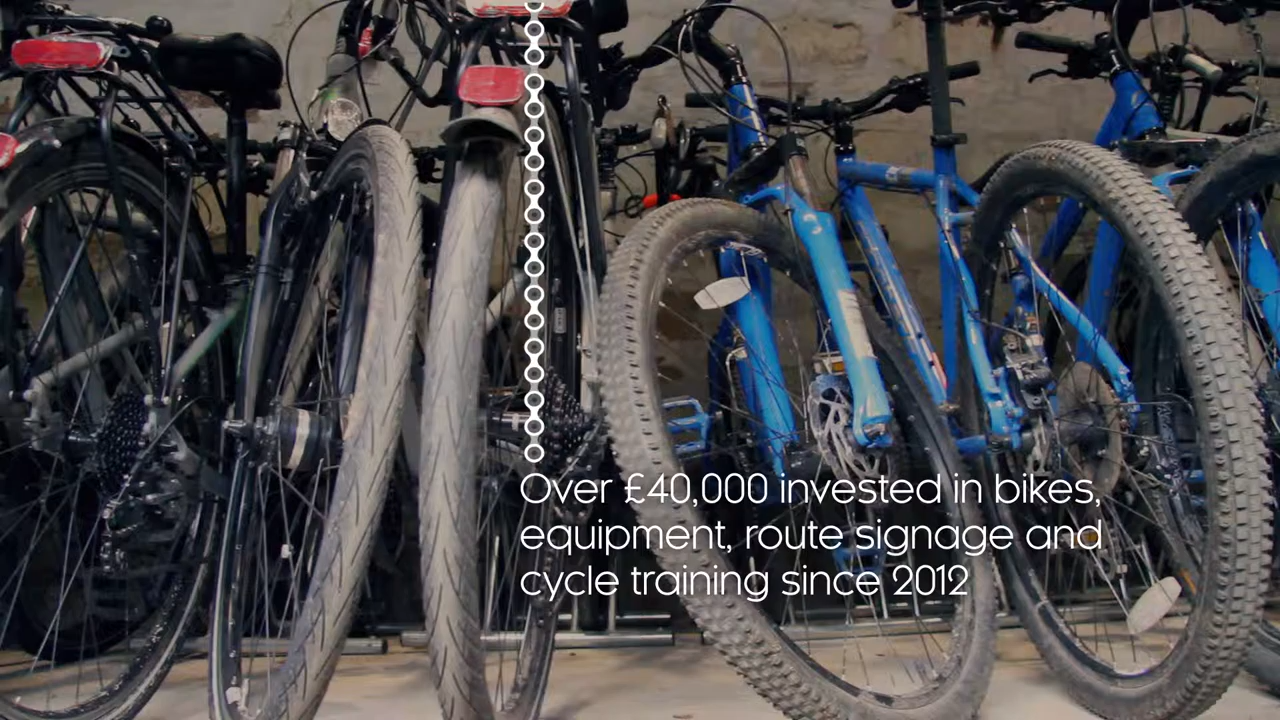 Over £40,000 invested in bikes,
equipment, route signage and
cycle training since 2012